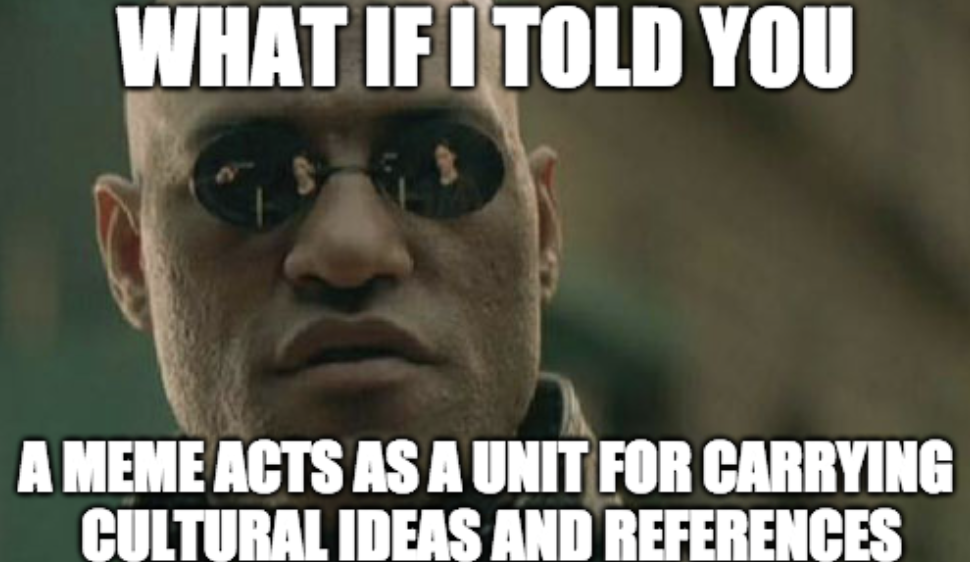 WHAT IF I TOLD YOU
A MEME ACTS AS A UNIT FOR CARRYING
CULTURAL IDEAS AND REFERENCES